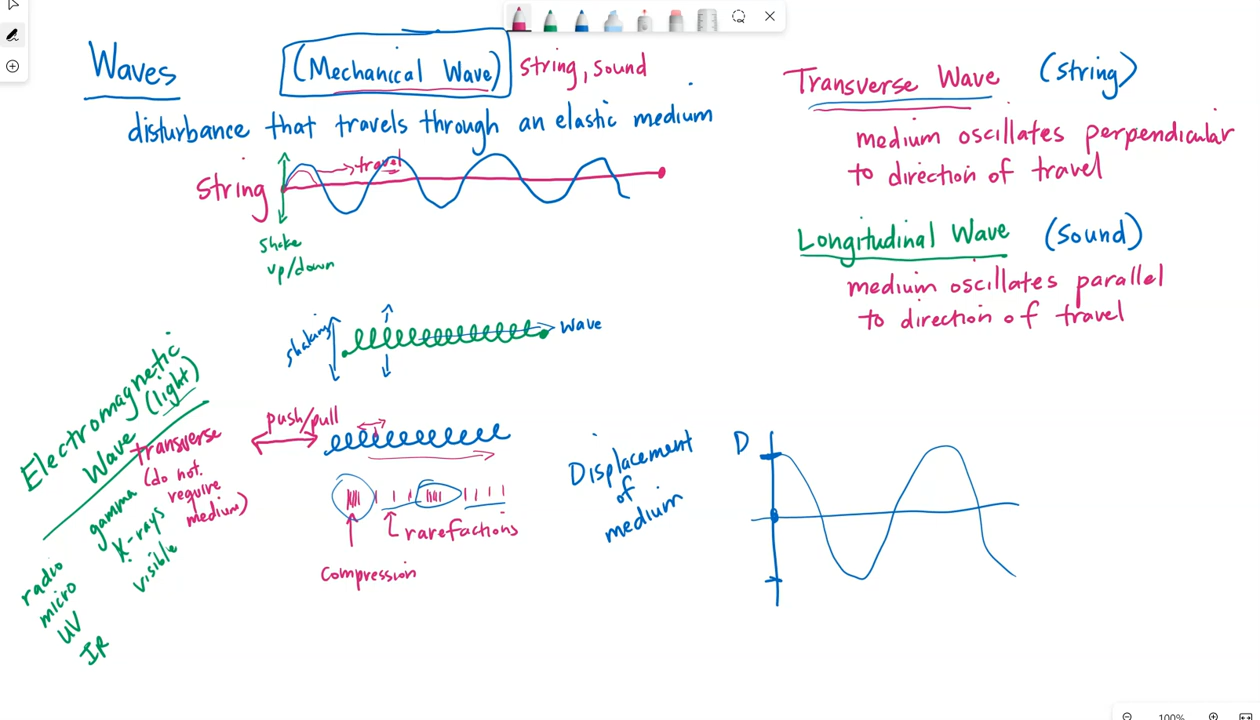 Waves
(Mechanical Wave) string, sound
disturbance that travels through an elastic medium
→ travel
String
shake
up/down
shaking
Wave
push/pull
rarefactions
compression
Electromagnetic
Wave (light)
transverse
(do not
require
medium)
gamma
X-rays
visible
radio
micro
UV
IR
Transverse Wave (string)
medium oscillates perpendicular
to direction of travel
Longitudinal Wave (sound)
medium oscillates parallel
to direction of travel
Displacement
of
medium
D
100%